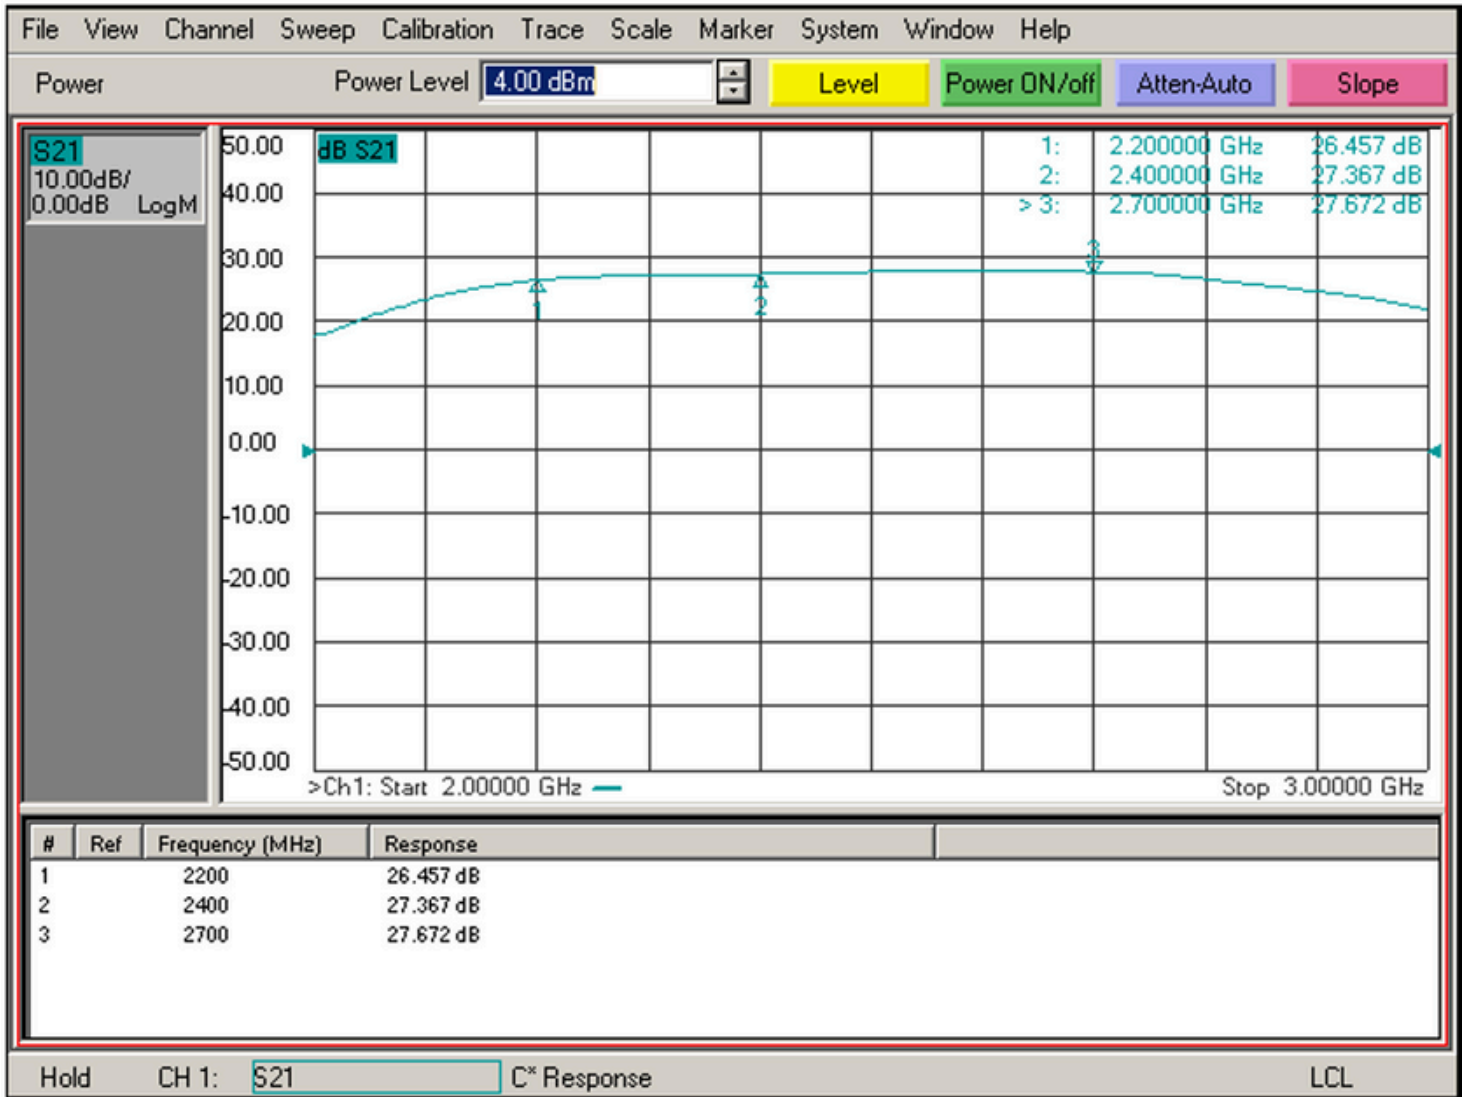 File View Channel Sweep Calibration Trace Scale Marker System Window Help
Power Power Level 4.00 dBm Level Power ON/off Atten-Auto Slope
S21
10.00dB/
0.00dB LogM
dB S21
50.00
40.00
30.00
20.00
10.00
0.00
-10.00
-20.00
-30.00
-40.00
-50.00
1: 2.200000 GHz 26.457 dB
2: 2.400000 GHz 27.367 dB
> 3: 2.700000 GHz 27.672 dB
3
1
2
>Ch1: Start 2.00000 GHz Stop 3.00000 GHz
# Ref Frequency (MHz) Response
1 2200 26.457 dB
2 2400 27.367 dB
3 2700 27.672 dB
Hold CH 1: S21 C* Response LCL